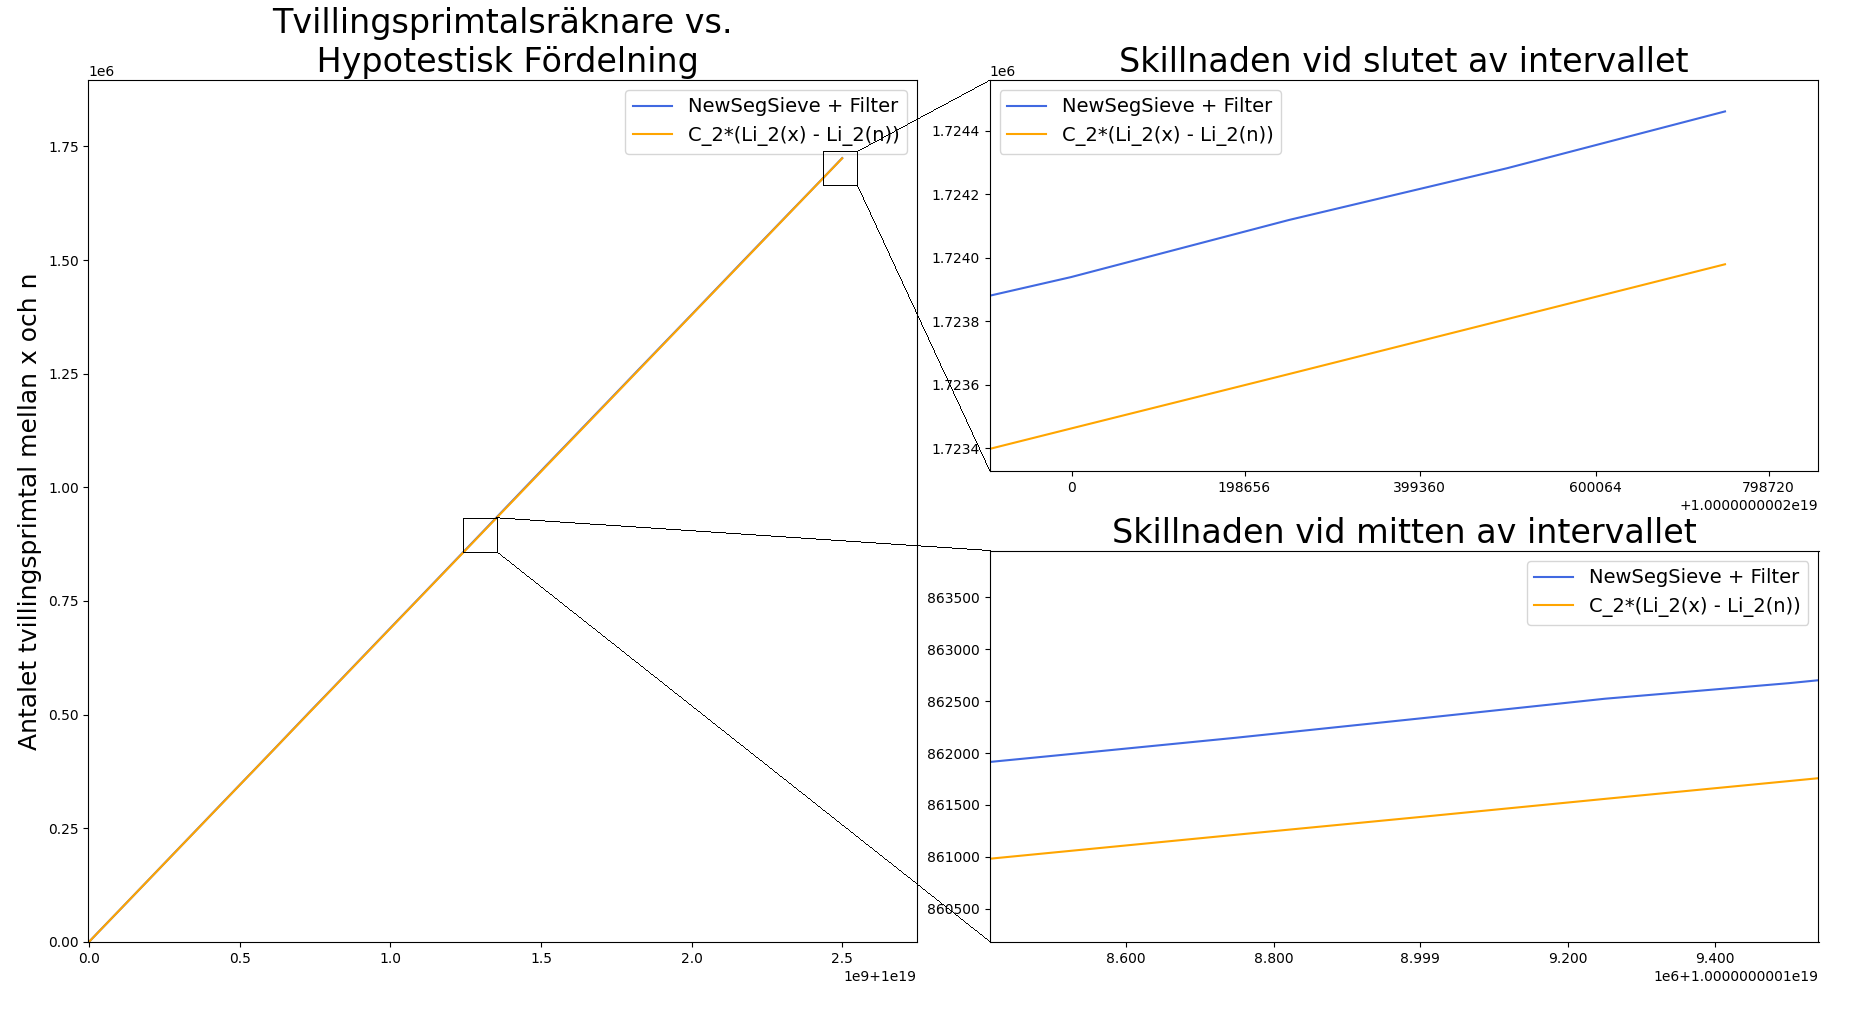 Tvillingsprimtalsräknare vs.
Hypotestisk Fördelning
1e6
NewSegSieve + Filter
C_2*(Li_2(x) - Li_2(n))
Antalet tvillingsprimtal mellan x och n
1.75
1.50
1.25
1.00
0.75
0.50
0.25
0.00
0.0 0.5 1.0 1.5 2.0 2.5
1e9+1e19
Skillnaden vid slutet av intervallet
1e6
NewSegSieve + Filter
C_2*(Li_2(x) - Li_2(n))
1.7244
1.7242
1.7240
1.7238
1.7236
1.7234
0 198656 399360 600064 798720
+1.0000000002e19
Skillnaden vid mitten av intervallet
NewSegSieve + Filter
C_2*(Li_2(x) - Li_2(n))
863500
863000
862500
862000
861500
861000
860500
8.600 8.800 8.999 9.200 9.400
1e6+1.0000000001e19